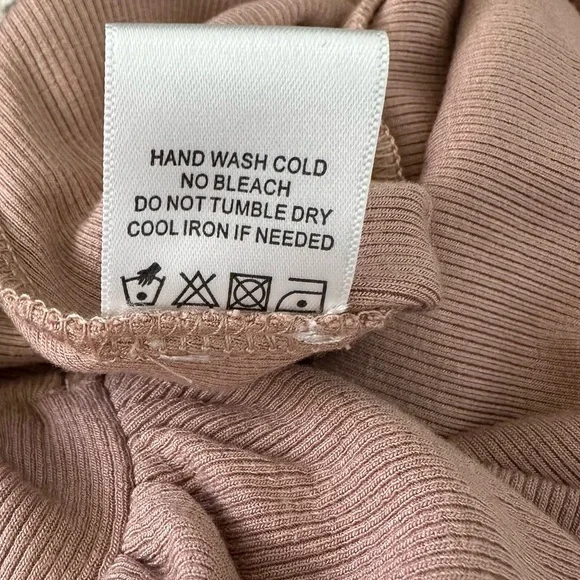 HAND WASH COLD
NO BLEACH
DO NOT TUMBLE DRY
COOL IRON IF NEEDED